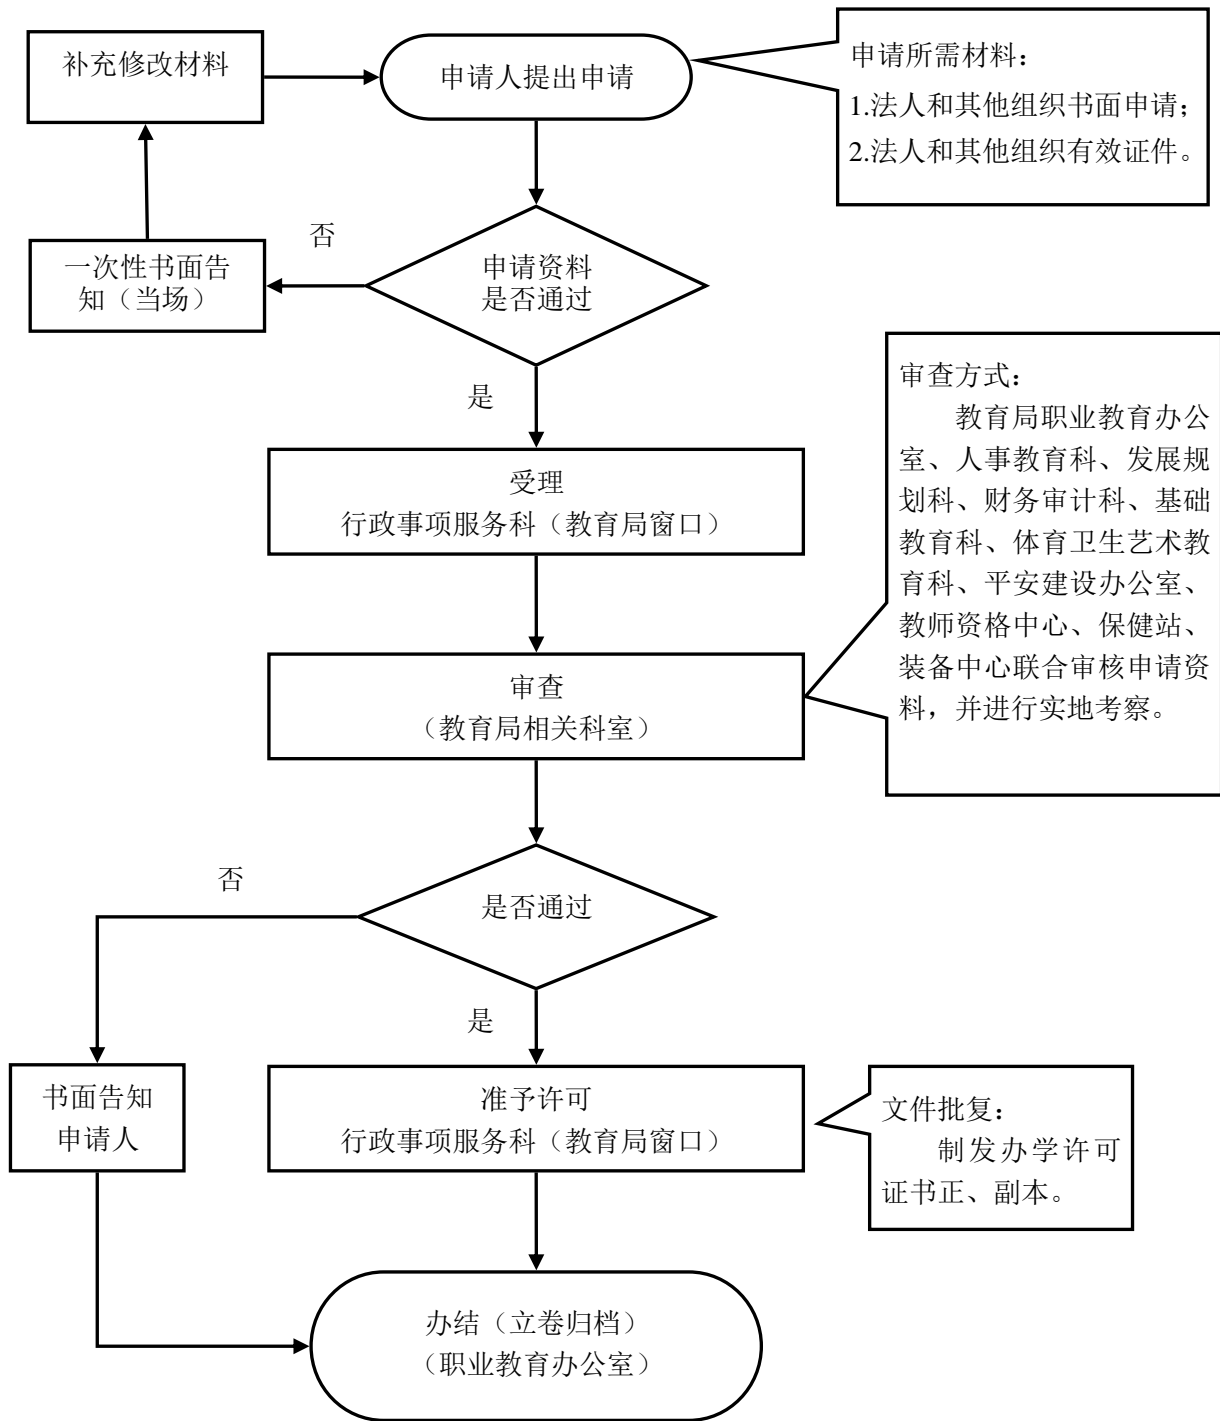 补充修改材料
申请人提出申请
申请所需材料：
1.法人和其他组织书面申请；
2.法人和其他组织有效证件。
否
一次性书面告
知（当场）
申请资料
是否通过
是
受理
行政事项服务科（教育局窗口）
审查方式：
教育局职业教育办公
室、人事教育科、发展规
划科、财务审计科、基础
教育科、体育卫生艺术教
育科、平安建设办公室、
教师资格中心、保健站、
装备中心联合审核申请资
料，并进行实地考察。
审查
（教育局相关科室）
否
是否通过
是
书面告知
申请人
准予许可
行政事项服务科（教育局窗口）
文件批复：
制发办学许可
证书正、副本。
办结（立卷归档）
（职业教育办公室）